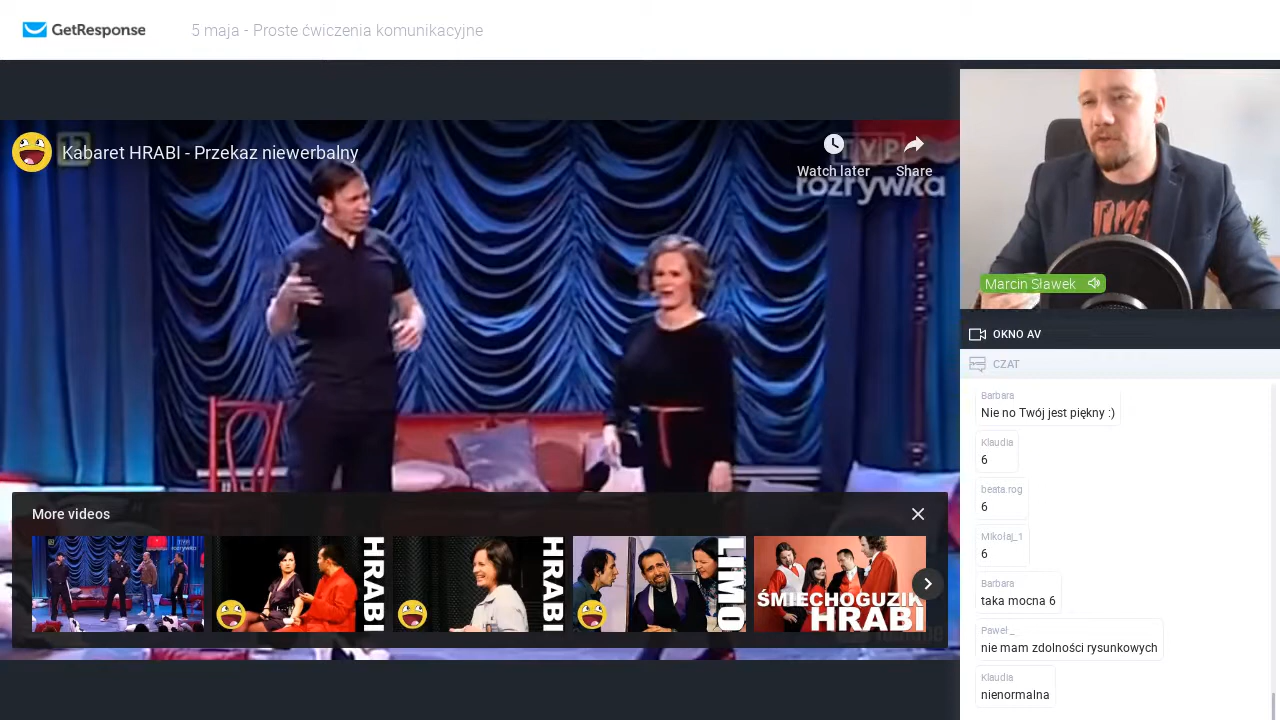 GetResponse
5 maja - Proste ćwiczenia komunikacyjne
Kabaret HRABI - Przekaz niewerbalny
Watch later
Share
TVP
rozrywka
Marcin Sławek
OKNO AV
CZAT
Barbara
Nie no Twój jest piękny :)
Klaudia
6
beata.rog
6
Mikołaj_1
6
Barbara
taka mocna 6
Paweł_
nie mam zdolności rysunkowych
Klaudia
nienormalna
More videos
HRABI
HRABI
LIMO
ŚMIECHOGUZIK
HRABI